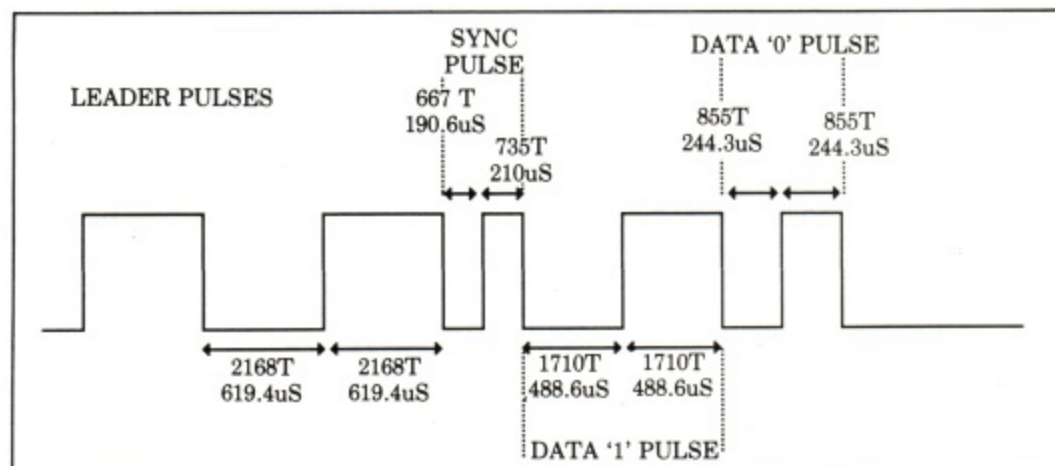 SYNC
PULSE
DATA '0' PULSE
LEADER PULSES
667 T
190.6uS
735T
210uS
855T
244.3uS
855T
244.3uS
2168T
619.4uS
2168T
619.4uS
1710T
488.6uS
1710T
488.6uS
DATA '1' PULSE